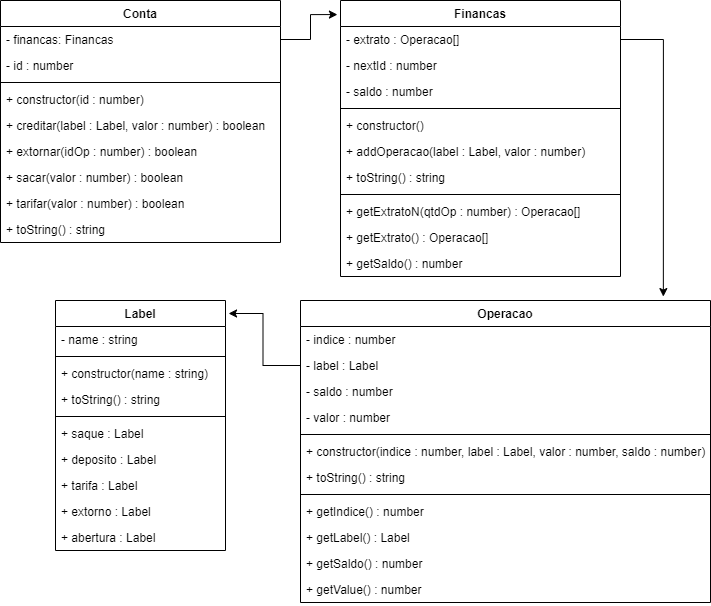 Conta
- financas: Financas
- id : number
+ constructor(id : number)
+ creditar(label : Label, valor : number) : boolean
+ extornar(idOp : number) : boolean
+ sacar(valor : number) : boolean
+ tarifar(valor : number) : boolean
+ toString() : string
Financas
- extrato : Operacao[]
- nextId : number
- saldo : number
+ constructor()
+ addOperacao(label : Label, valor : number)
+ toString() : string
+ getExtratoN(qtdOp : number) : Operacao[]
+ getExtrato() : Operacao[]
+ getSaldo() : number
Label
- name : string
+ constructor(name : string)
+ toString() : string
+ saque : Label
+ deposito : Label
+ tarifa : Label
+ extorno : Label
+ abertura : Label
Operacao
- indice : number
- label : Label
- saldo : number
- valor : number
+ constructor(indice : number, label : Label, valor : number, saldo : number)
+ toString() : string
+ getIndice() : number
+ getLabel() : Label
+ getSaldo() : number
+ getValue() : number